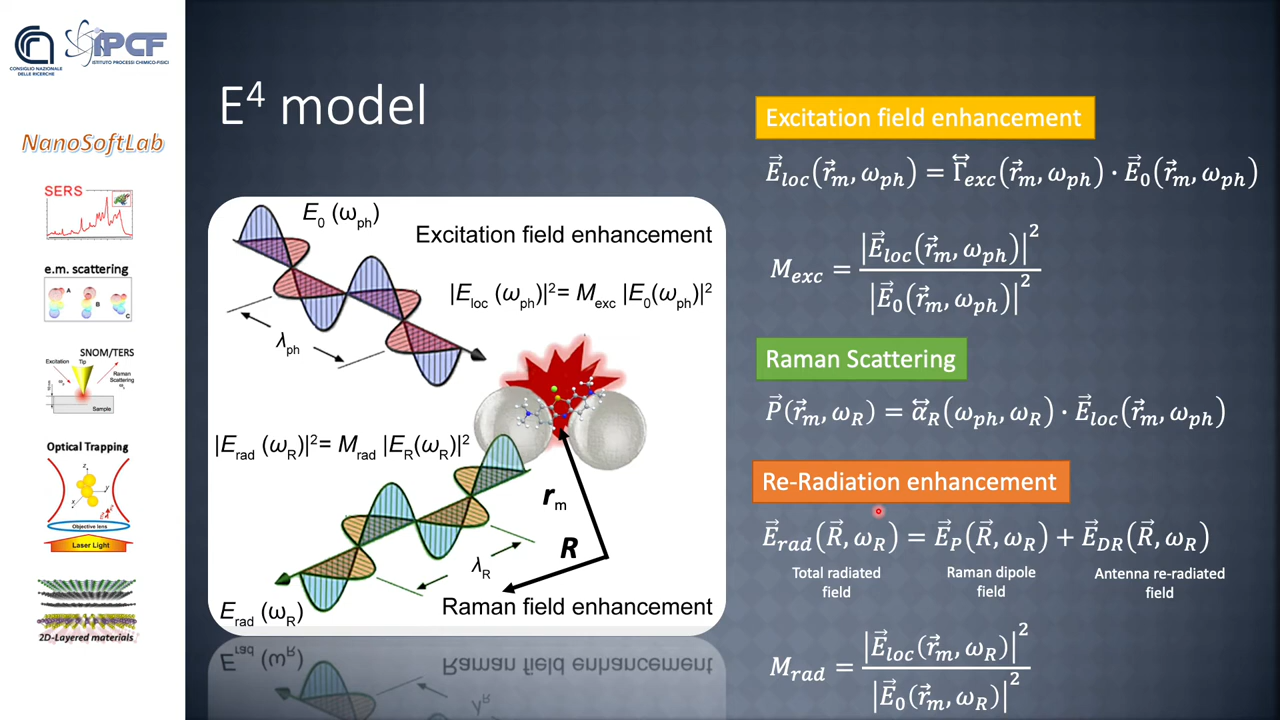 CONSIGLIO NAZIONALE
DELLE RICERCHE
IPCF
ISTITUTO PROCESSI CHIMICO-FISICI
NanoSoftLab
SERS
e.m. scattering
A
B
C
SNOM/TERS
Excitation
Tip
Raman
Scattering
Sample
Optical Trapping
z
x
y
Objective lens
Laser Light
2D-Layered materials
E⁴ model
E₀ (ω_ph)
Excitation field enhancement
|E_loc (ω_ph)|²= M_exc |E₀(ω_ph)|²
λ_ph
|E_rad (ω_R)|²= M_rad |E_R(ω_R)|²
r_m
R
λ_R
E_rad (ω_R)
Raman field enhancement
Excitation field enhancement
E⃗_loc(r⃗_m, ω_ph) = Γ⃡_exc(r⃗_m, ω_ph) · E⃗₀(r⃗_m, ω_ph)
M_exc = |E⃗_loc(r⃗_m, ω_ph)|² / |E⃗₀(r⃗_m, ω_ph)|²
Raman Scattering
P⃗(r⃗_m, ω_R) = α⃡_R(ω_ph, ω_R) · E⃗_loc(r⃗_m, ω_ph)
Re-Radiation enhancement
E⃗_rad(R⃗, ω_R) = E⃗_P(R⃗, ω_R) + E⃗_DR(R⃗, ω_R)
Total radiated
field
Raman dipole
field
Antenna re-radiated
field
M_rad = |E⃗_loc(r⃗_m, ω_R)|² / |E⃗₀(r⃗_m, ω_R)|²